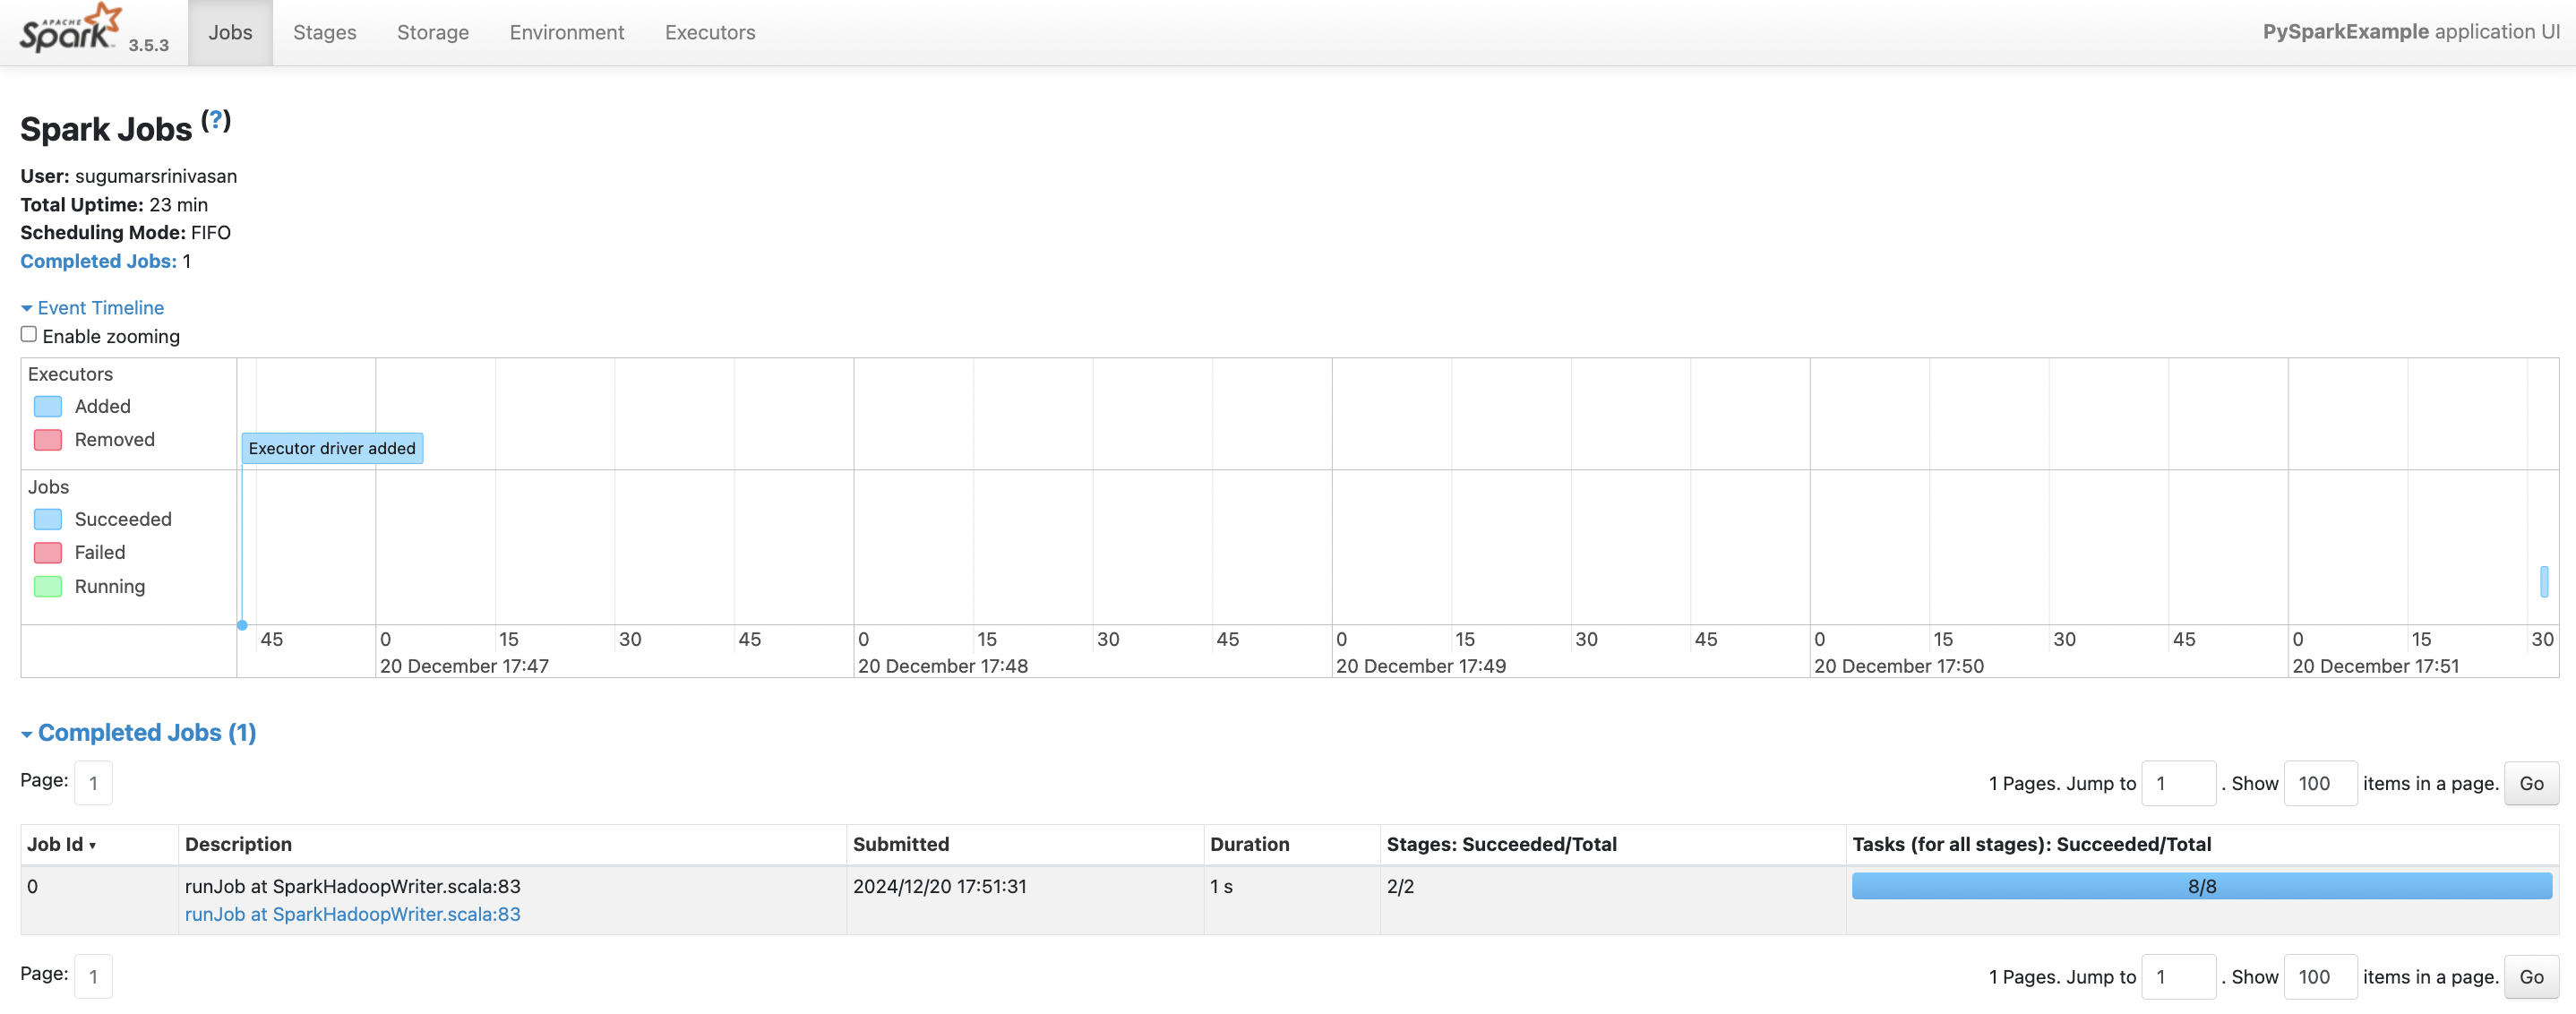 APACHE
Spark 3.5.3 Jobs Stages Storage Environment Executors PySparkExample application UI
Spark Jobs (?)
User: sugumarsrinivasan
Total Uptime: 23 min
Scheduling Mode: FIFO
Completed Jobs: 1
Event Timeline
Enable zooming
Executors
Added
Removed
Executor driver added
Jobs
Succeeded
Failed
Running
45 0 15 30 45 0 15 30 45 0 15 30 45 0 15 30 45 0 15 30
20 December 17:47 20 December 17:48 20 December 17:49 20 December 17:50 20 December 17:51
Completed Jobs (1)
Page: 1 1 Pages. Jump to 1 . Show 100 items in a page. Go
Job Id ▾ Description Submitted Duration Stages: Succeeded/Total Tasks (for all stages): Succeeded/Total
0 runJob at SparkHadoopWriter.scala:83 2024/12/20 17:51:31 1 s 2/2 8/8
runJob at SparkHadoopWriter.scala:83
Page: 1 1 Pages. Jump to 1 . Show 100 items in a page. Go